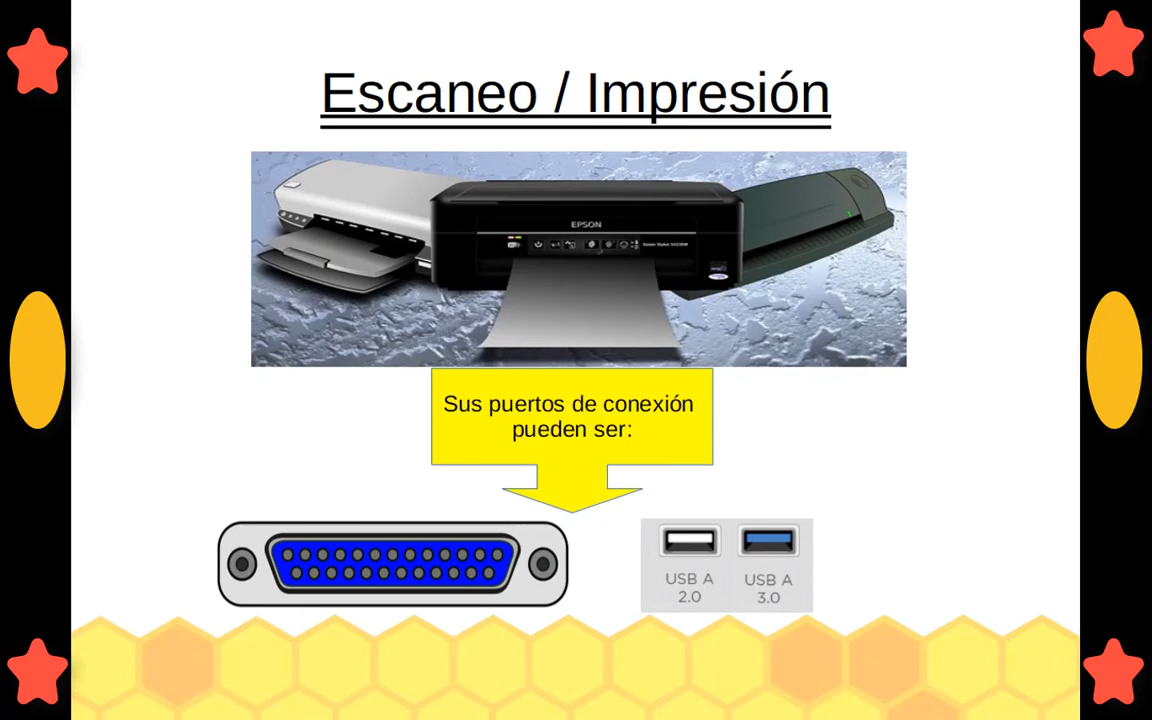 Escaneo / Impresión
EPSON
Sus puertos de conexión
pueden ser:
USB A
2.0
USB A
3.0